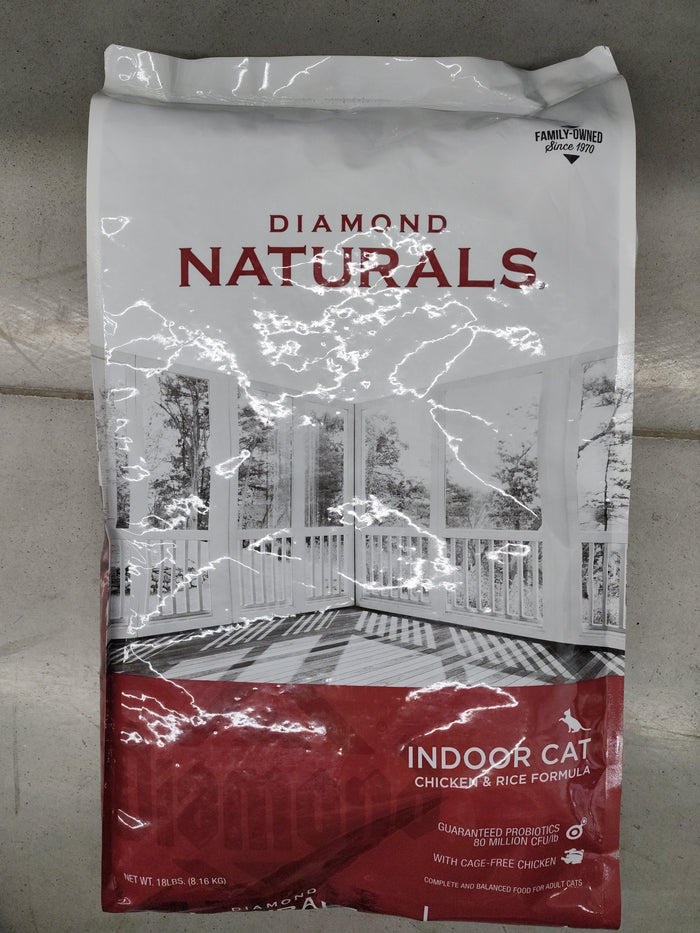 FAMILY-OWNED
Since 1970
DIAMOND
NATURALS
INDOOR CAT
CHICKEN & RICE FORMULA
GUARANTEED PROBIOTICS
80 MILLION CFU/lb
WITH CAGE-FREE CHICKEN
NET WT. 18LBS. (8.16 KG)
COMPLETE AND BALANCED FOOD FOR ADULT CATS
Diamond
DIAMOND